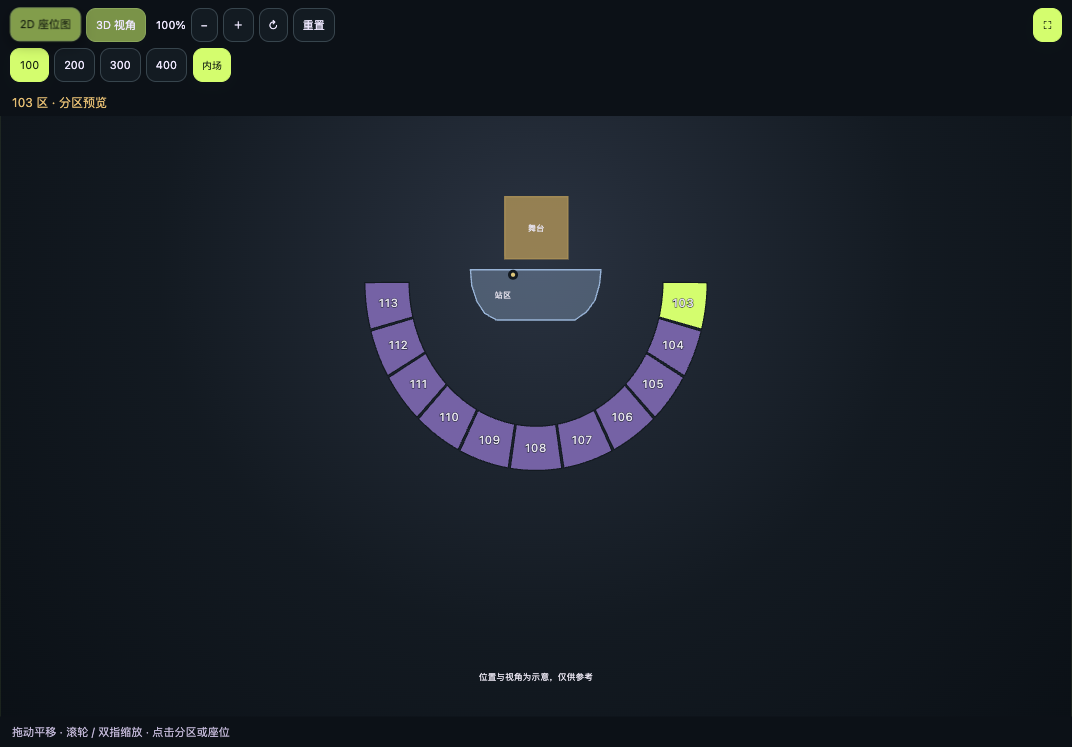 2D 座位图 3D 视角 100% − + ↻ 重置
100 200 300 400 内场
103 区 · 分区预览
舞台
站区
113 103
112 104
111 105
110 106
109 107
108
位置与视角为示意，仅供参考
拖动平移 · 滚轮 / 双指缩放 · 点击分区或座位